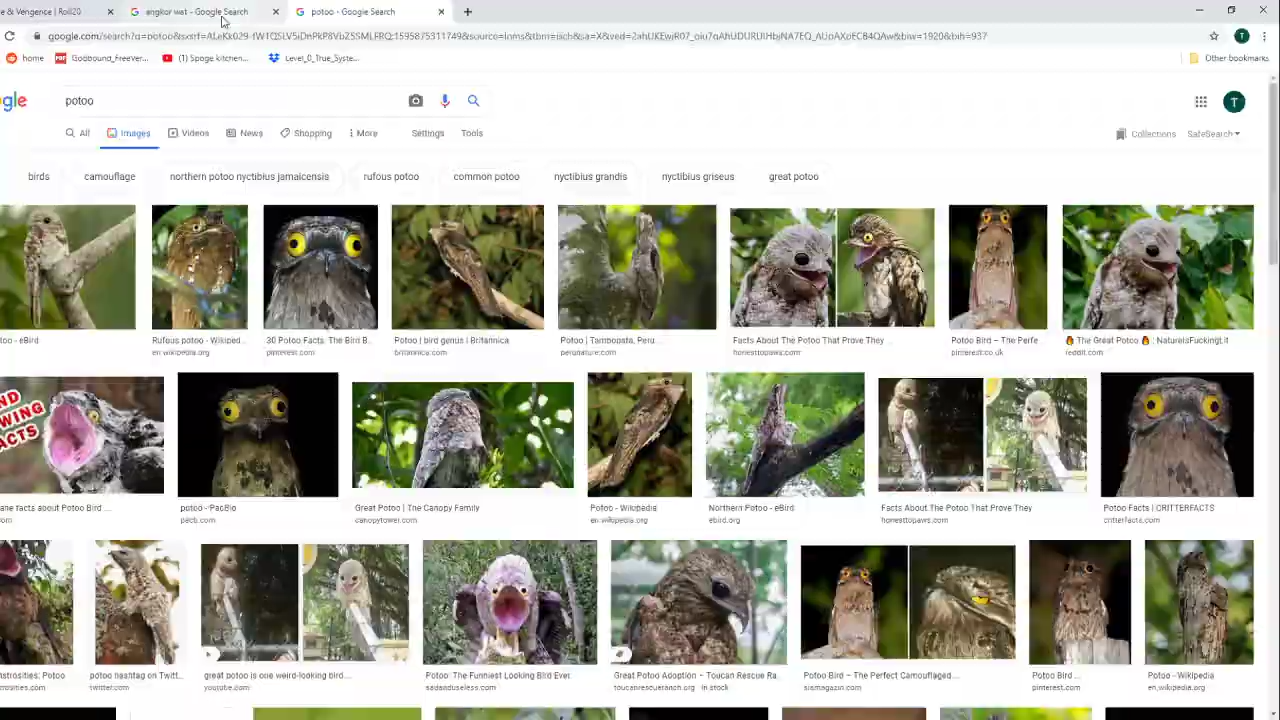 e & Vengence | Roll20
angkor wat - Google Search
potoo - Google Search
home
PDF Godbound_FreeVer...
(1) Spoge kitchen...
Level_0_True_Syste...
Other bookmarks
gle
potoo
T
All
Images
Videos
News
Shopping
More
Settings
Tools
Collections
SafeSearch
birds
camouflage
northern potoo nyctibius jamaicensis
rufous potoo
common potoo
nyctibius grandis
nyctibius griseus
great potoo
too - eBird
Rufous potoo - Wikiped...
en.wikipedia.org
30 Potoo Facts, The Bird B...
pinterest.com
Potoo | bird genus | Britannica
britannica.com
Potoo | Tambopata, Peru...
perunature.com
Facts About The Potoo That Prove They ...
honesttopaws.com
Potoo Bird – The Perfe...
pinterest.co.uk
🔥 The Great Potoo 🔥 : NatureIsFuckingLit
reddit.com
ND
WING
ACTS
ane facts about Potoo Bird ...
om
potoo - PacBio
pacb.com
Great Potoo | The Canopy Family
canopytower.com
Potoo - Wikipedia
en.wikipedia.org
Northern Potoo - eBird
ebird.org
Facts About The Potoo That Prove They
honesttopaws.com
Potoo Facts | CRITTERFACTS
critterfacts.com
nstrosities: Potoo
rosities.com
potoo hashtag on Twitt...
twitter.com
great potoo is one weird-looking bird...
youtube.com
Potoo: The Funniest Looking Bird Ever
sadanduseless.com
Great Potoo Adoption – Toucan Rescue Ra...
toucanrescueranch.org · In stock
Potoo Bird – The Perfect Camouflaged...
siamagazin.com
Potoo Bird ...
pinterest.com
Potoo - Wikipedia
en.wikipedia.org